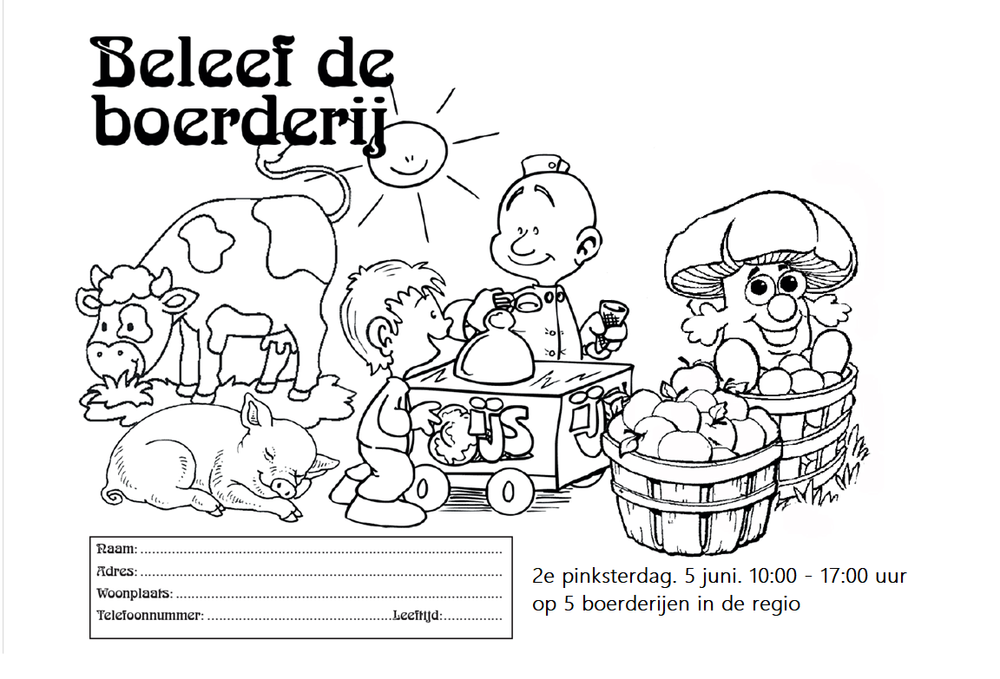 Beleef de
boerderij
ijs
ijs
Naam:
Adres:
Woonplaats:
Telefoonnummer: Leeftijd:
2e pinksterdag. 5 juni. 10:00 - 17:00 uur
op 5 boerderijen in de regio